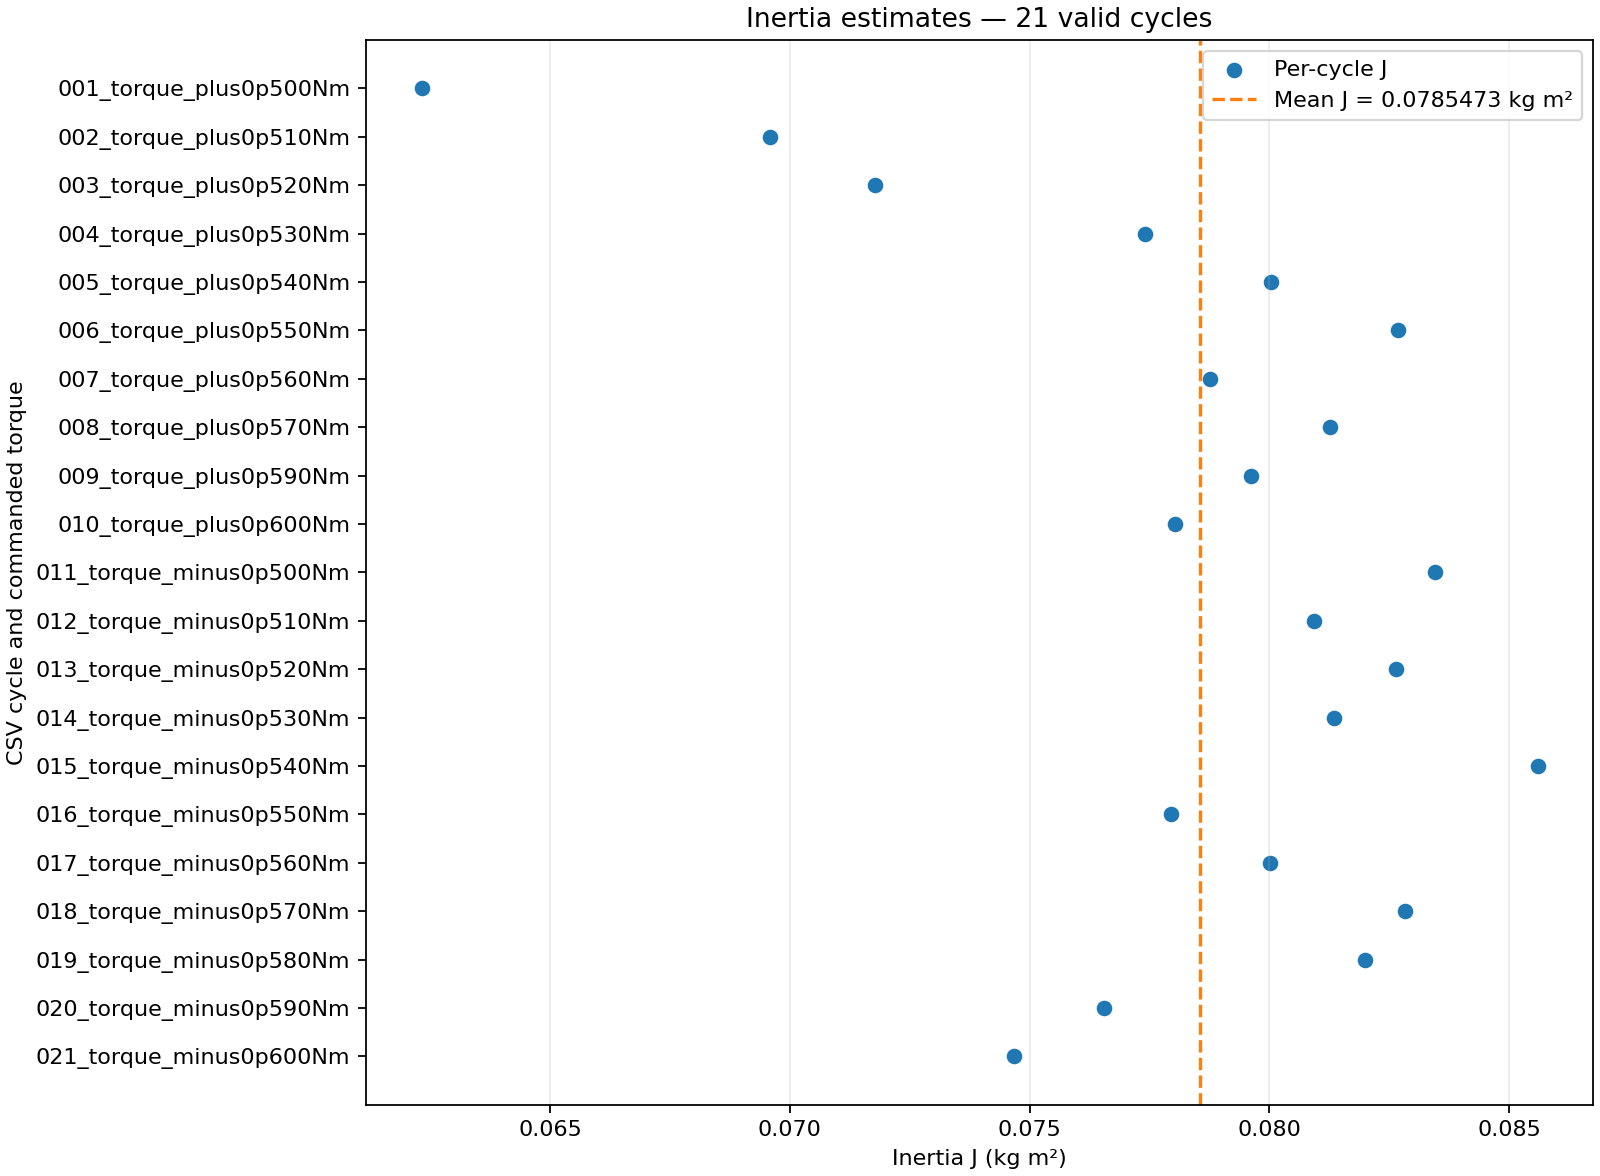 Inertia estimates — 21 valid cycles
Per-cycle J
Mean J = 0.0785473 kg m²
CSV cycle and commanded torque
001_torque_plus0p500Nm
002_torque_plus0p510Nm
003_torque_plus0p520Nm
004_torque_plus0p530Nm
005_torque_plus0p540Nm
006_torque_plus0p550Nm
007_torque_plus0p560Nm
008_torque_plus0p570Nm
009_torque_plus0p590Nm
010_torque_plus0p600Nm
011_torque_minus0p500Nm
012_torque_minus0p510Nm
013_torque_minus0p520Nm
014_torque_minus0p530Nm
015_torque_minus0p540Nm
016_torque_minus0p550Nm
017_torque_minus0p560Nm
018_torque_minus0p570Nm
019_torque_minus0p580Nm
020_torque_minus0p590Nm
021_torque_minus0p600Nm
0.065 0.070 0.075 0.080 0.085
Inertia J (kg m²)